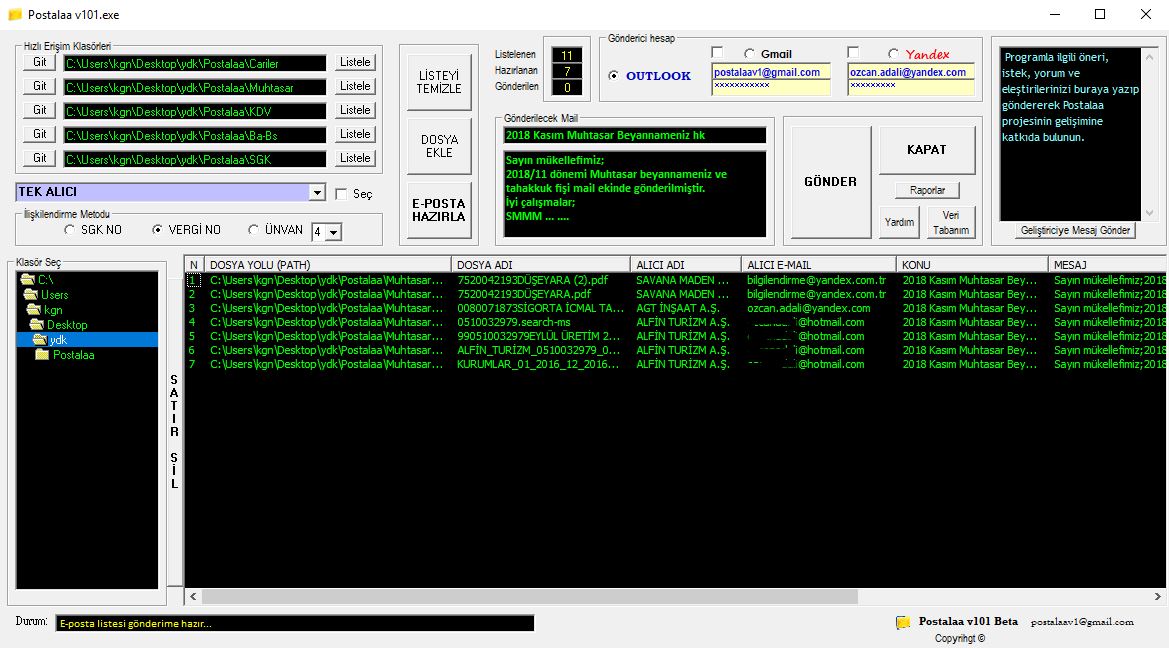 Postalaa v101.exe
Hızlı Erişim Klasörleri
Git C:\Users\kgn\Desktop\ydk\Postalaa\Cariler Listele
Git C:\Users\kgn\Desktop\ydk\Postalaa\Muhtasar Listele
Git C:\Users\kgn\Desktop\ydk\Postalaa\KDV Listele
Git C:\Users\kgn\Desktop\ydk\Postalaa\Ba-Bs Listele
Git C:\Users\kgn\Desktop\ydk\Postalaa\SGK Listele
TEK ALICI Seç
İlişkilendirme Metodu
SGK NO VERGİ NO ÜNVAN 4
LİSTEYİ
TEMİZLE
DOSYA
EKLE
E-POSTA
HAZIRLA
Listelenen 11
Hazırlanan 7
Gönderilen 0
Gönderici hesap
OUTLOOK
Gmail
postalaav1@gmail.com
xxxxxxxxxxx
Yandex
ozcan.adali@yandex.com
xxxxxxxxx
Gönderilecek Mail
2018 Kasım Muhtasar Beyannameniz hk
Sayın mükellefimiz;
2018/11 dönemi Muhtasar beyannameniz ve
tahakkuk fişi mail ekinde gönderilmiştir.
İyi çalışmalar;
SMMM ... ....
GÖNDER
KAPAT
Raporlar
Yardım
Veri
Tabanım
Programla ilgili öneri,
istek, yorum ve
eleştirilerinizi buraya yazıp
göndererek Postalaa
projesinin gelişimine
katkıda bulunun.
Geliştiriciye Mesaj Gönder
Klasör Seç
C:\
Users
kgn
Desktop
ydk
Postalaa
SATIR SİL
N DOSYA YOLU (PATH) DOSYA ADI ALICI ADI ALICI E-MAIL KONU MESAJ
1 C:\Users\kgn\Desktop\ydk\Postalaa\Muhtasar... 7520042193DÜŞEYARA (2).pdf SAVANA MADEN ... bilgilendirme@yandex.com.tr 2018 Kasım Muhtasar Bey... Sayın mükellefimiz;2018
2 C:\Users\kgn\Desktop\ydk\Postalaa\Muhtasar... 7520042193DÜŞEYARA.pdf SAVANA MADEN ... bilgilendirme@yandex.com.tr 2018 Kasım Muhtasar Bey... Sayın mükellefimiz;2018
3 C:\Users\kgn\Desktop\ydk\Postalaa\Muhtasar... 0080071873SİGORTA İCMAL TA... AGT İNŞAAT A.Ş. ozcan.adali@yandex.com 2018 Kasım Muhtasar Bey... Sayın mükellefimiz;2018
4 C:\Users\kgn\Desktop\ydk\Postalaa\Muhtasar... 0510032979.search-ms ALFİN TURİZM A.Ş. @hotmail.com 2018 Kasım Muhtasar Bey... Sayın mükellefimiz;2018
5 C:\Users\kgn\Desktop\ydk\Postalaa\Muhtasar... 990510032979EYLÜL ÜRETİM 2... ALFİN TURİZM A.Ş. @hotmail.com 2018 Kasım Muhtasar Bey... Sayın mükellefimiz;2018
6 C:\Users\kgn\Desktop\ydk\Postalaa\Muhtasar... ALFİN_TURİZM_0510032979_0... ALFİN TURİZM A.Ş. @hotmail.com 2018 Kasım Muhtasar Bey... Sayın mükellefimiz;2018
7 C:\Users\kgn\Desktop\ydk\Postalaa\Muhtasar... KURUMLAR_01_2016_12_2016... ALFİN TURİZM A.Ş. @hotmail.com 2018 Kasım Muhtasar Bey... Sayın mükellefimiz;2018
Durum: E-posta listesi gönderime hazır...
Postalaa v101 Beta postalaav1@gmail.com
Copyrihgt ©